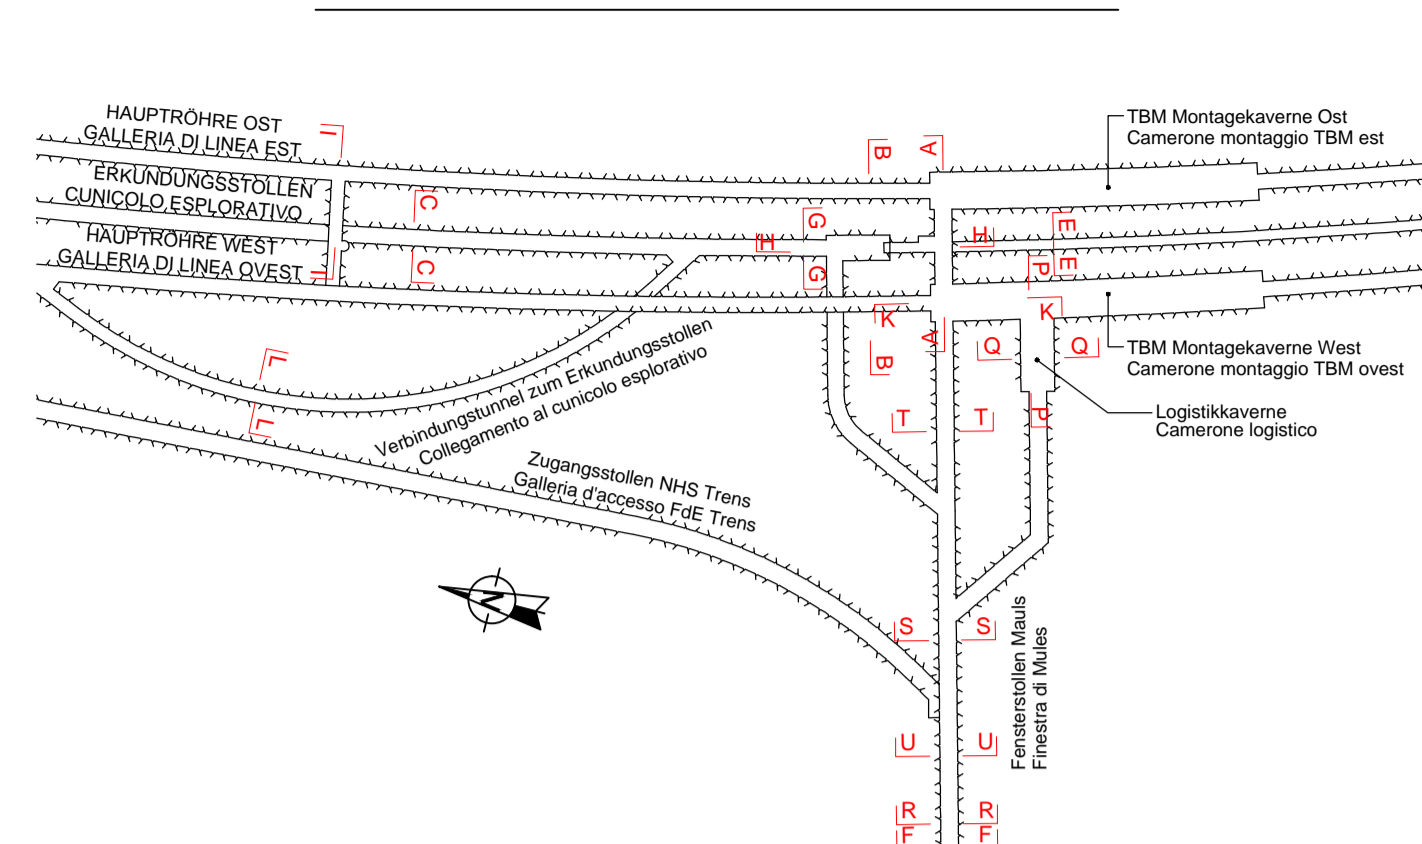 HAUPTRÖHRE OST
GALLERIA DI LINEA EST
ERKUNDUNGSSTOLLEN
CUNICOLO ESPLORATIVO
HAUPTRÖHRE WEST
GALLERIA DI LINEA OVEST
I
I
C
C
B
A
G
G
H
H
E
E
P
K
K
A
B
Q
Q
T
T
P
L
L
TBM Montagekaverne Ost
Camerone montaggio TBM est
TBM Montagekaverne West
Camerone montaggio TBM ovest
Logistikkaverne
Camerone logistico
Verbindungstunnel zum Erkundungsstollen
Collegamento al cunicolo esplorativo
Zugangsstollen NHS Trens
Galleria d'accesso FdE Trens
N
Fensterstollen Mauls
Finestra di Mules
S
S
U
U
R
R
F
F